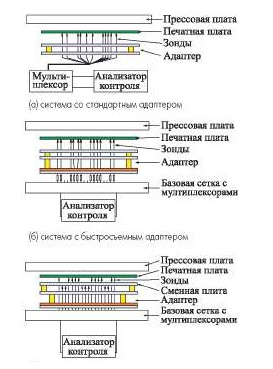 Прессовая плата
Печатная плата
Зонды
Адаптер
Мульти-
плексор
Анализатор
контроля
(а) система со стандартным адаптером
Прессовая плата
Печатная плата
Зонды
Адаптер
Базовая сетка с
мултиплексорами
Анализатор
контроля
(б) система с быстросъемным адаптером
Прессовая плата
Печатная плата
Зонды
Сменная плита
Адаптер
Базовая сетка с
мултиплексорами
Анализатор
контроля